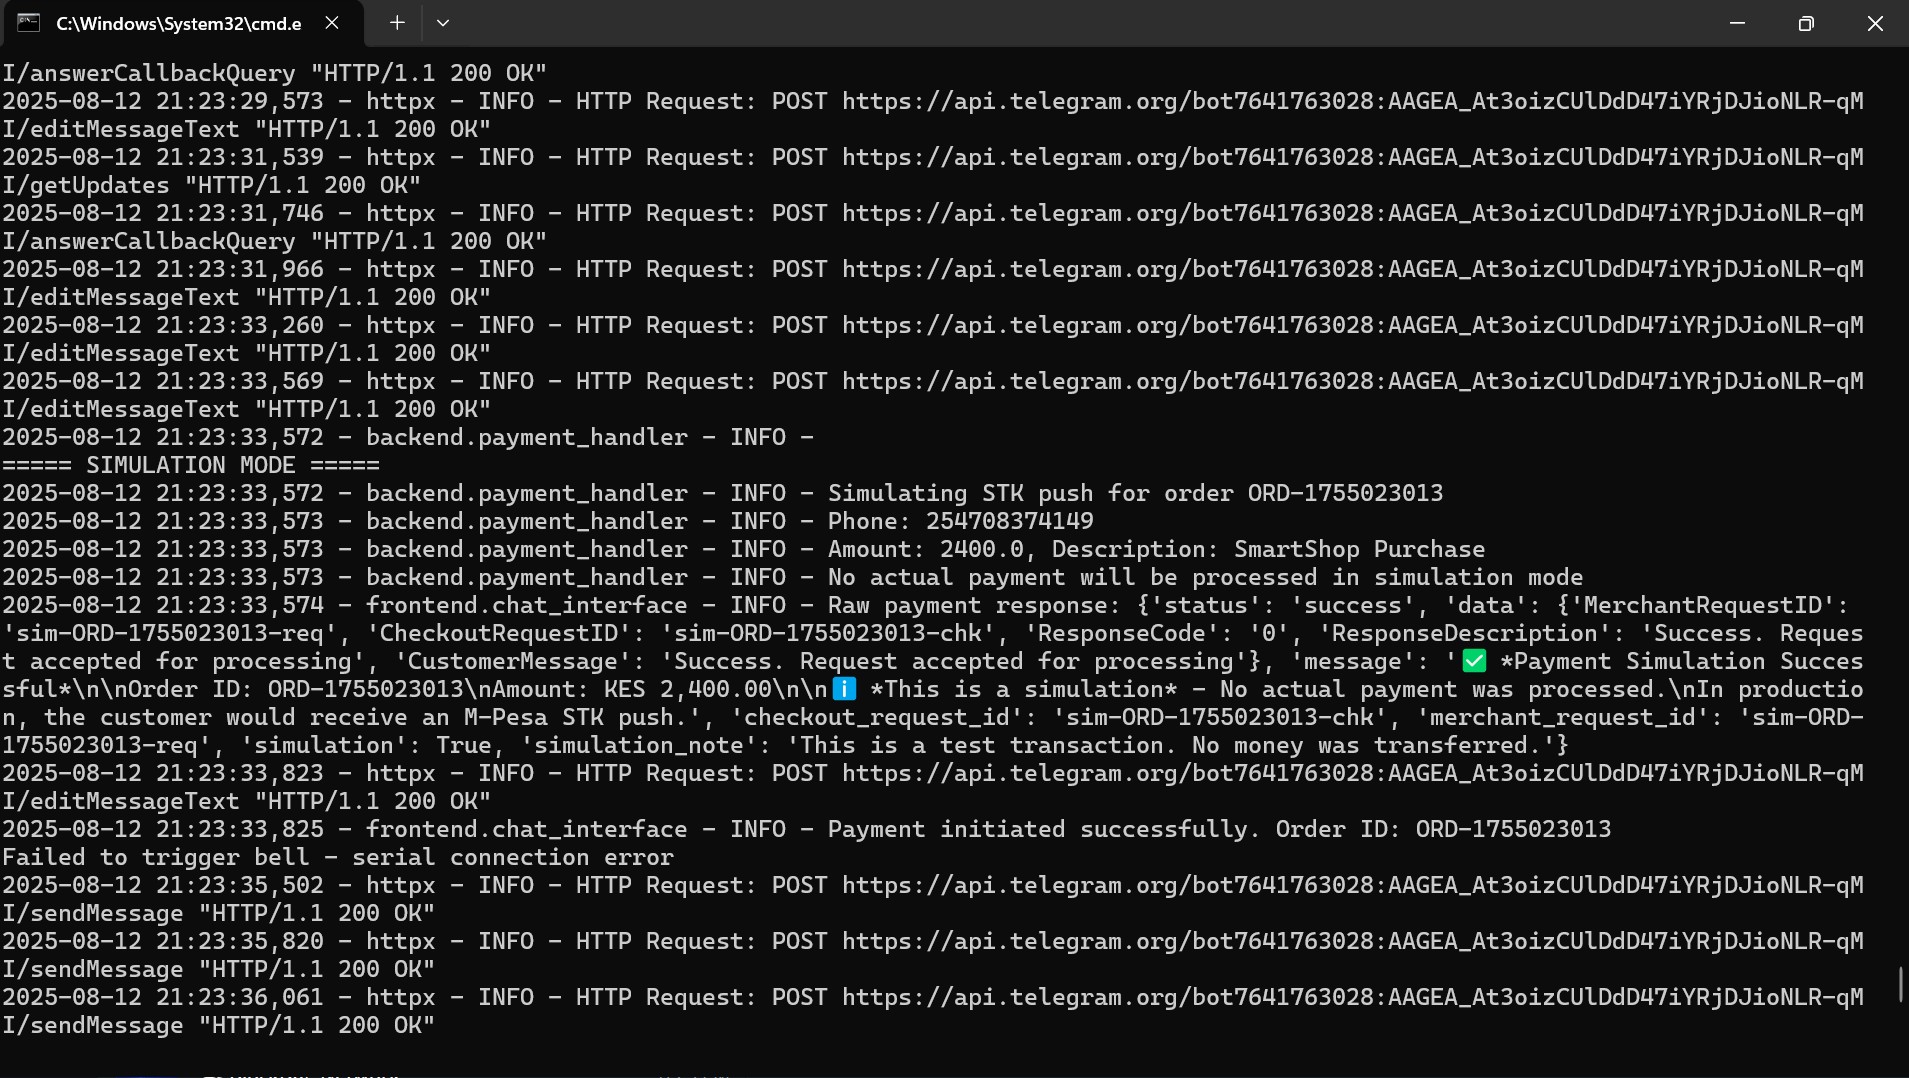 C:\Windows\System32\cmd.e
I/answerCallbackQuery "HTTP/1.1 200 OK"
2025-08-12 21:23:29,573 - httpx - INFO - HTTP Request: POST https://api.telegram.org/bot7641763028:AAGEA_At3oizCUlDdD47iYRjDJioNLR-qM
I/editMessageText "HTTP/1.1 200 OK"
2025-08-12 21:23:31,539 - httpx - INFO - HTTP Request: POST https://api.telegram.org/bot7641763028:AAGEA_At3oizCUlDdD47iYRjDJioNLR-qM
I/getUpdates "HTTP/1.1 200 OK"
2025-08-12 21:23:31,746 - httpx - INFO - HTTP Request: POST https://api.telegram.org/bot7641763028:AAGEA_At3oizCUlDdD47iYRjDJioNLR-qM
I/answerCallbackQuery "HTTP/1.1 200 OK"
2025-08-12 21:23:31,966 - httpx - INFO - HTTP Request: POST https://api.telegram.org/bot7641763028:AAGEA_At3oizCUlDdD47iYRjDJioNLR-qM
I/editMessageText "HTTP/1.1 200 OK"
2025-08-12 21:23:33,260 - httpx - INFO - HTTP Request: POST https://api.telegram.org/bot7641763028:AAGEA_At3oizCUlDdD47iYRjDJioNLR-qM
I/editMessageText "HTTP/1.1 200 OK"
2025-08-12 21:23:33,569 - httpx - INFO - HTTP Request: POST https://api.telegram.org/bot7641763028:AAGEA_At3oizCUlDdD47iYRjDJioNLR-qM
I/editMessageText "HTTP/1.1 200 OK"
2025-08-12 21:23:33,572 - backend.payment_handler - INFO -
===== SIMULATION MODE =====
2025-08-12 21:23:33,572 - backend.payment_handler - INFO - Simulating STK push for order ORD-1755023013
2025-08-12 21:23:33,573 - backend.payment_handler - INFO - Phone: 254708374149
2025-08-12 21:23:33,573 - backend.payment_handler - INFO - Amount: 2400.0, Description: SmartShop Purchase
2025-08-12 21:23:33,573 - backend.payment_handler - INFO - No actual payment will be processed in simulation mode
2025-08-12 21:23:33,574 - frontend.chat_interface - INFO - Raw payment response: {'status': 'success', 'data': {'MerchantRequestID':
'sim-ORD-1755023013-req', 'CheckoutRequestID': 'sim-ORD-1755023013-chk', 'ResponseCode': '0', 'ResponseDescription': 'Success. Reques
t accepted for processing', 'CustomerMessage': 'Success. Request accepted for processing'}, 'message': '✅ *Payment Simulation Succes
sful*\n\nOrder ID: ORD-1755023013\nAmount: KES 2,400.00\n\nℹ️ *This is a simulation* - No actual payment was processed.\nIn productio
n, the customer would receive an M-Pesa STK push.', 'checkout_request_id': 'sim-ORD-1755023013-chk', 'merchant_request_id': 'sim-ORD-
1755023013-req', 'simulation': True, 'simulation_note': 'This is a test transaction. No money was transferred.'}
2025-08-12 21:23:33,823 - httpx - INFO - HTTP Request: POST https://api.telegram.org/bot7641763028:AAGEA_At3oizCUlDdD47iYRjDJioNLR-qM
I/editMessageText "HTTP/1.1 200 OK"
2025-08-12 21:23:33,825 - frontend.chat_interface - INFO - Payment initiated successfully. Order ID: ORD-1755023013
Failed to trigger bell - serial connection error
2025-08-12 21:23:35,502 - httpx - INFO - HTTP Request: POST https://api.telegram.org/bot7641763028:AAGEA_At3oizCUlDdD47iYRjDJioNLR-qM
I/sendMessage "HTTP/1.1 200 OK"
2025-08-12 21:23:35,820 - httpx - INFO - HTTP Request: POST https://api.telegram.org/bot7641763028:AAGEA_At3oizCUlDdD47iYRjDJioNLR-qM
I/sendMessage "HTTP/1.1 200 OK"
2025-08-12 21:23:36,061 - httpx - INFO - HTTP Request: POST https://api.telegram.org/bot7641763028:AAGEA_At3oizCUlDdD47iYRjDJioNLR-qM
I/sendMessage "HTTP/1.1 200 OK"